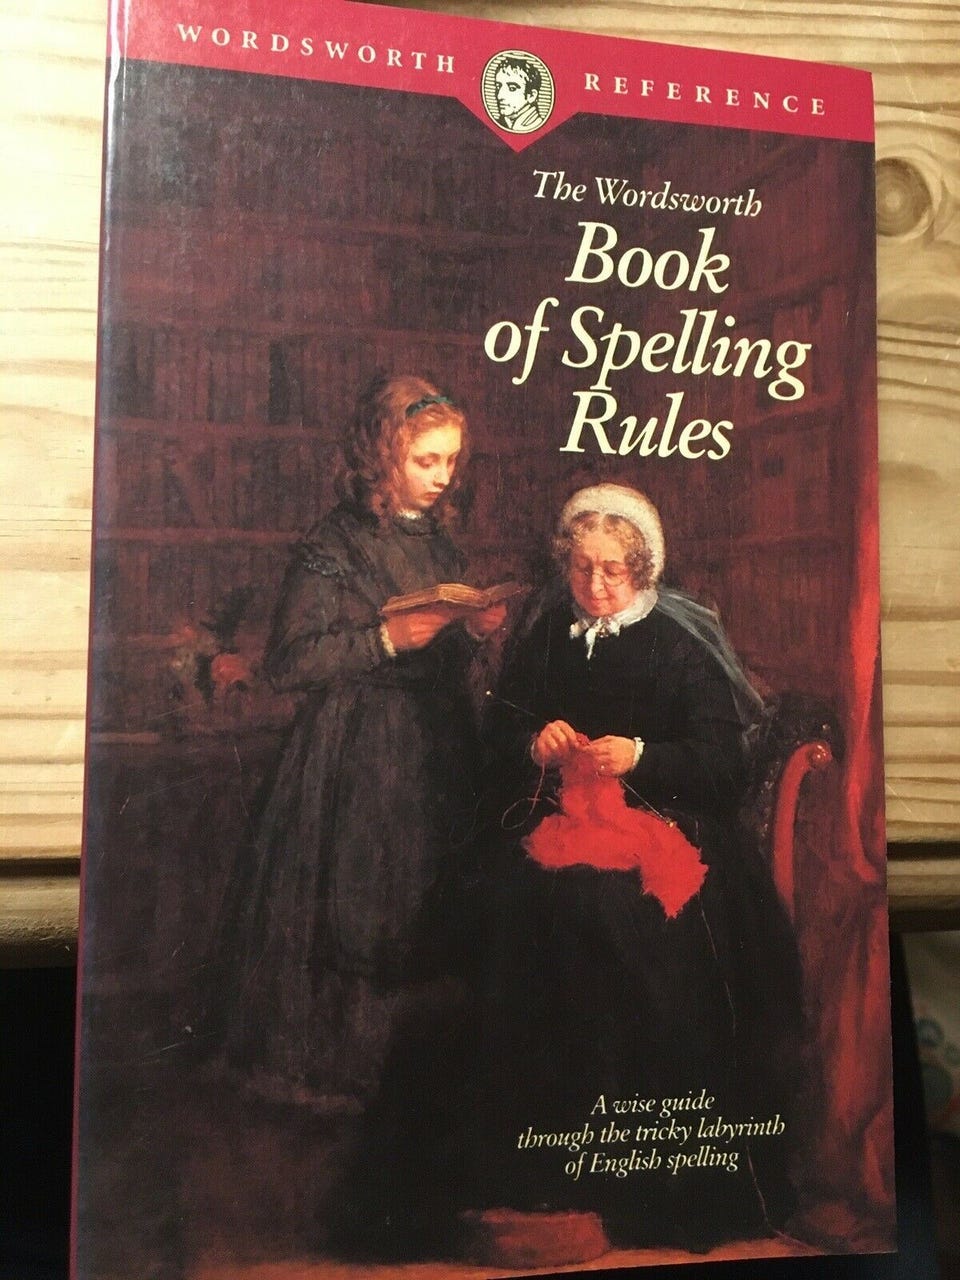 WORDSWORTH REFERENCE
The Wordsworth
Book
of Spelling
Rules
A wise guide
through the tricky labyrinth
of English spelling